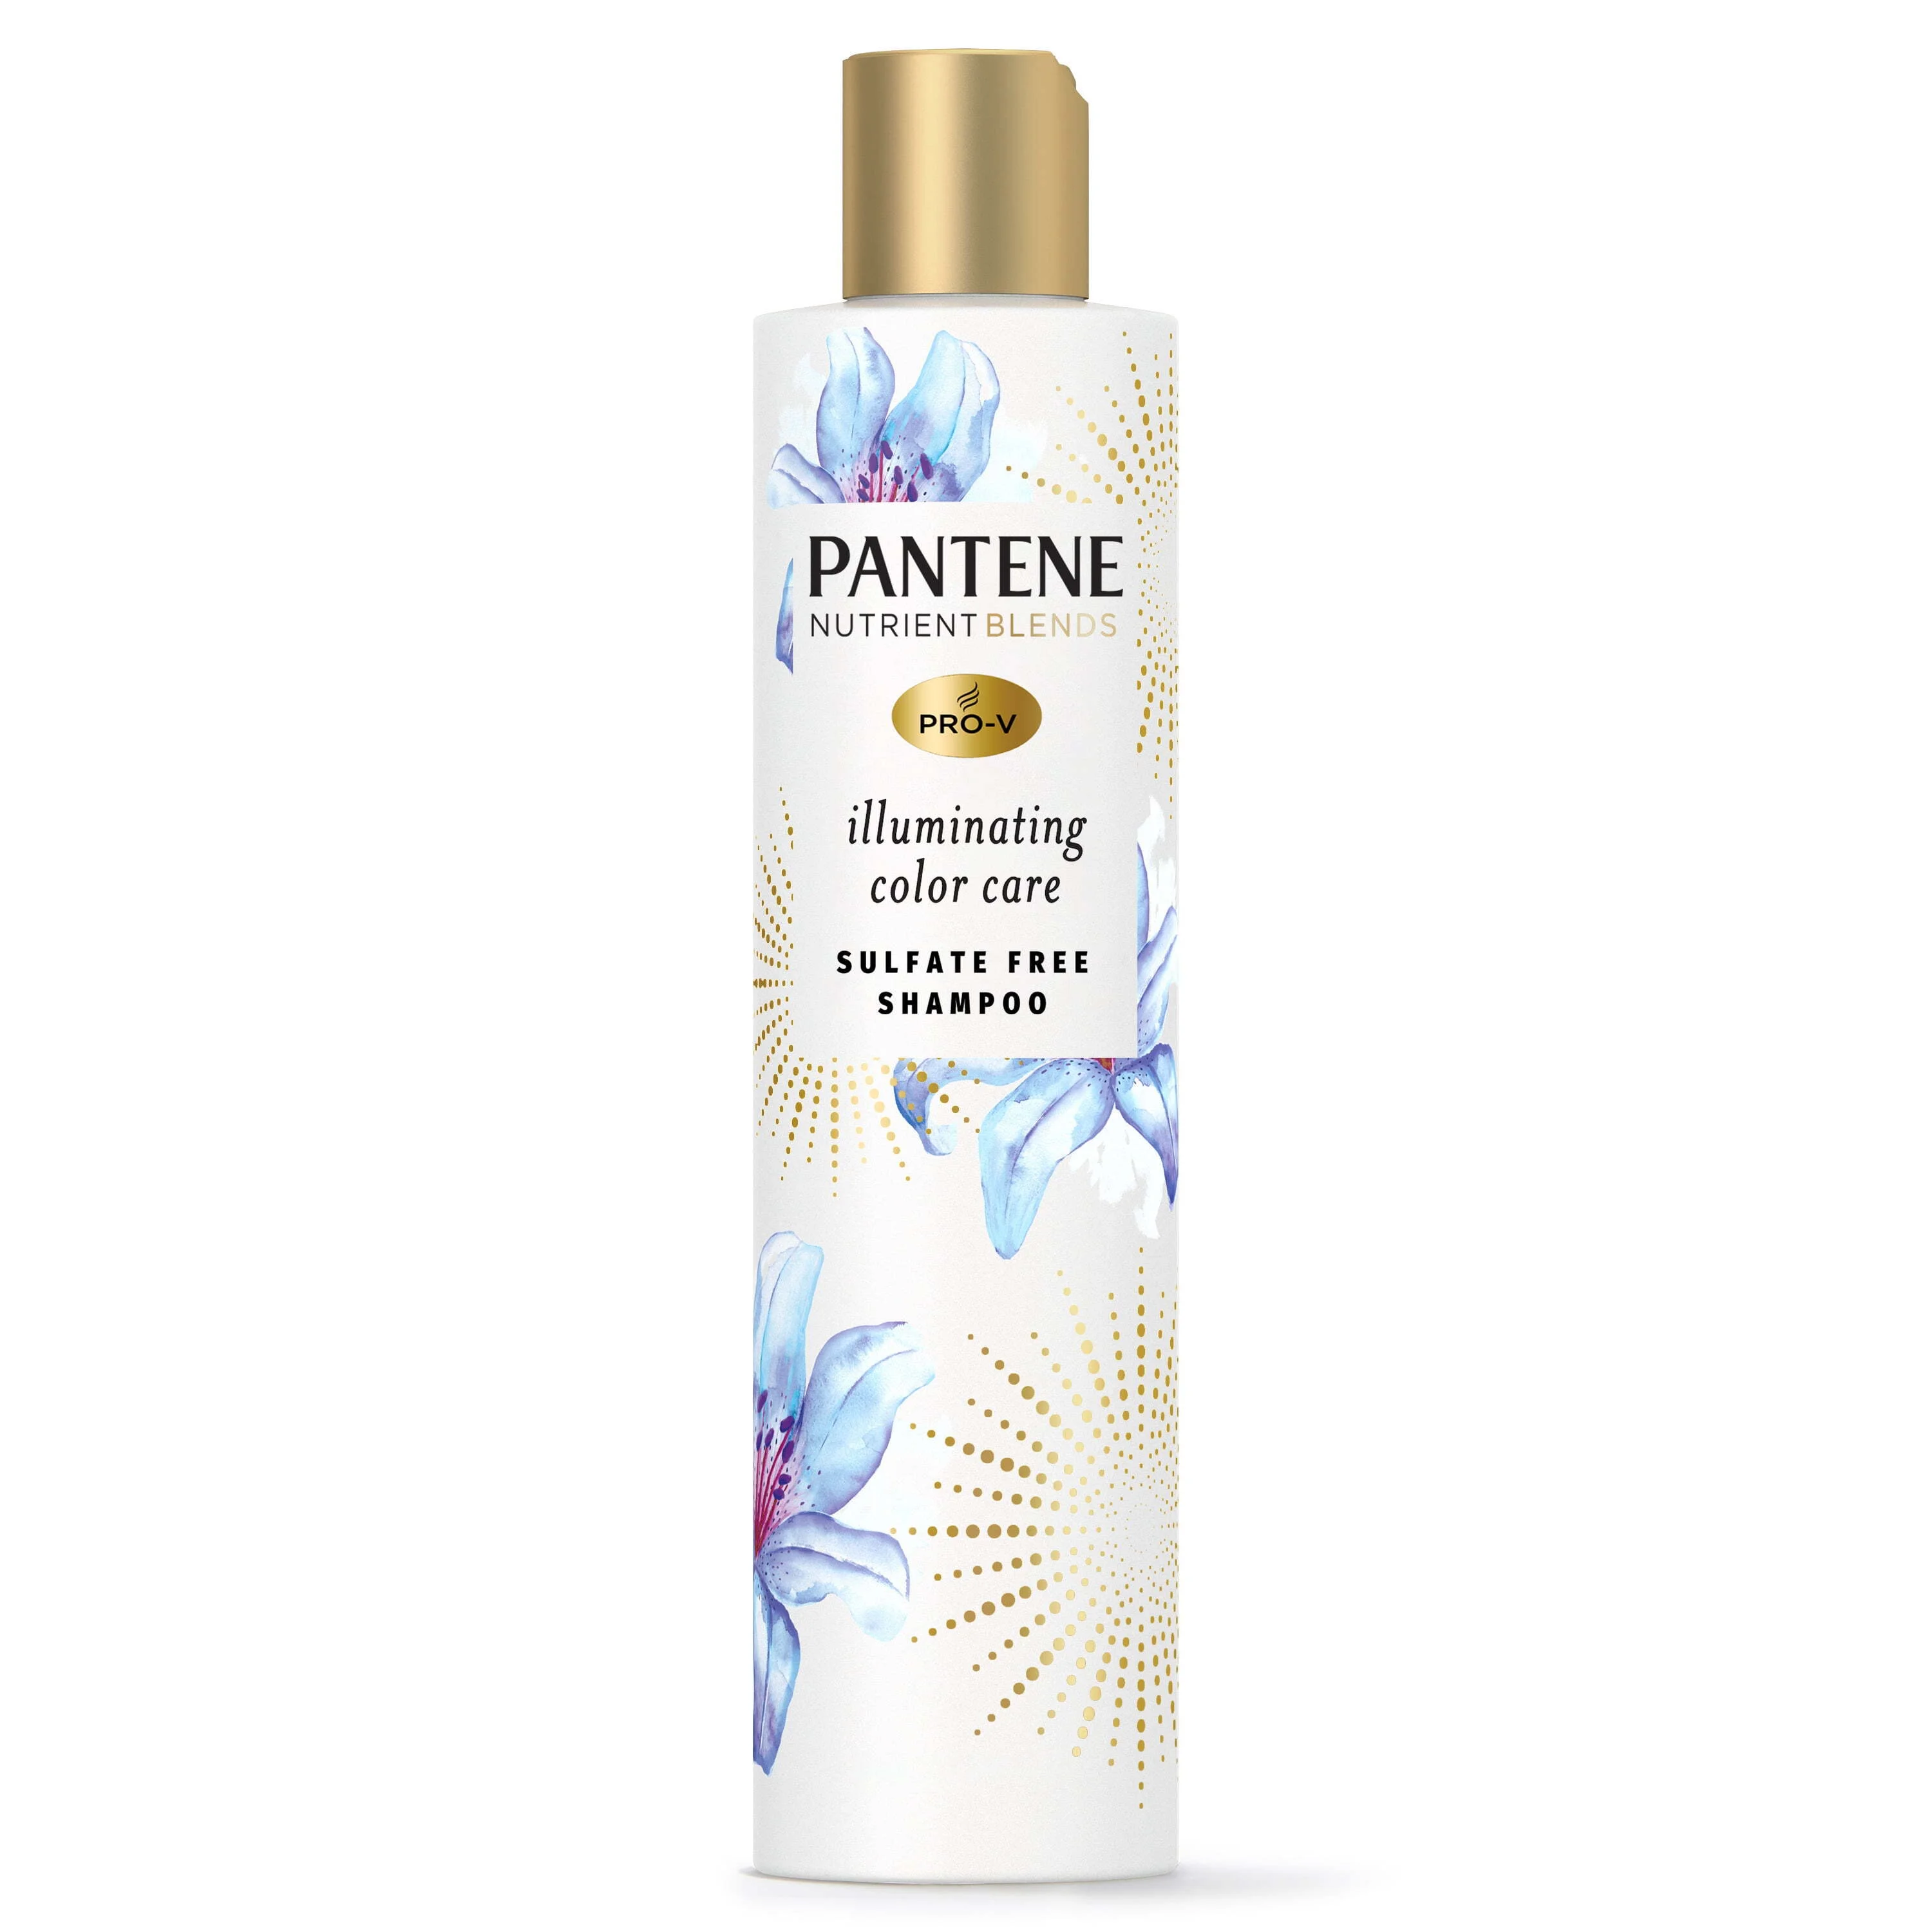 PANTENE
NUTRIENT BLENDS
PRO-V
illuminating
color care
SULFATE FREE
SHAMPOO